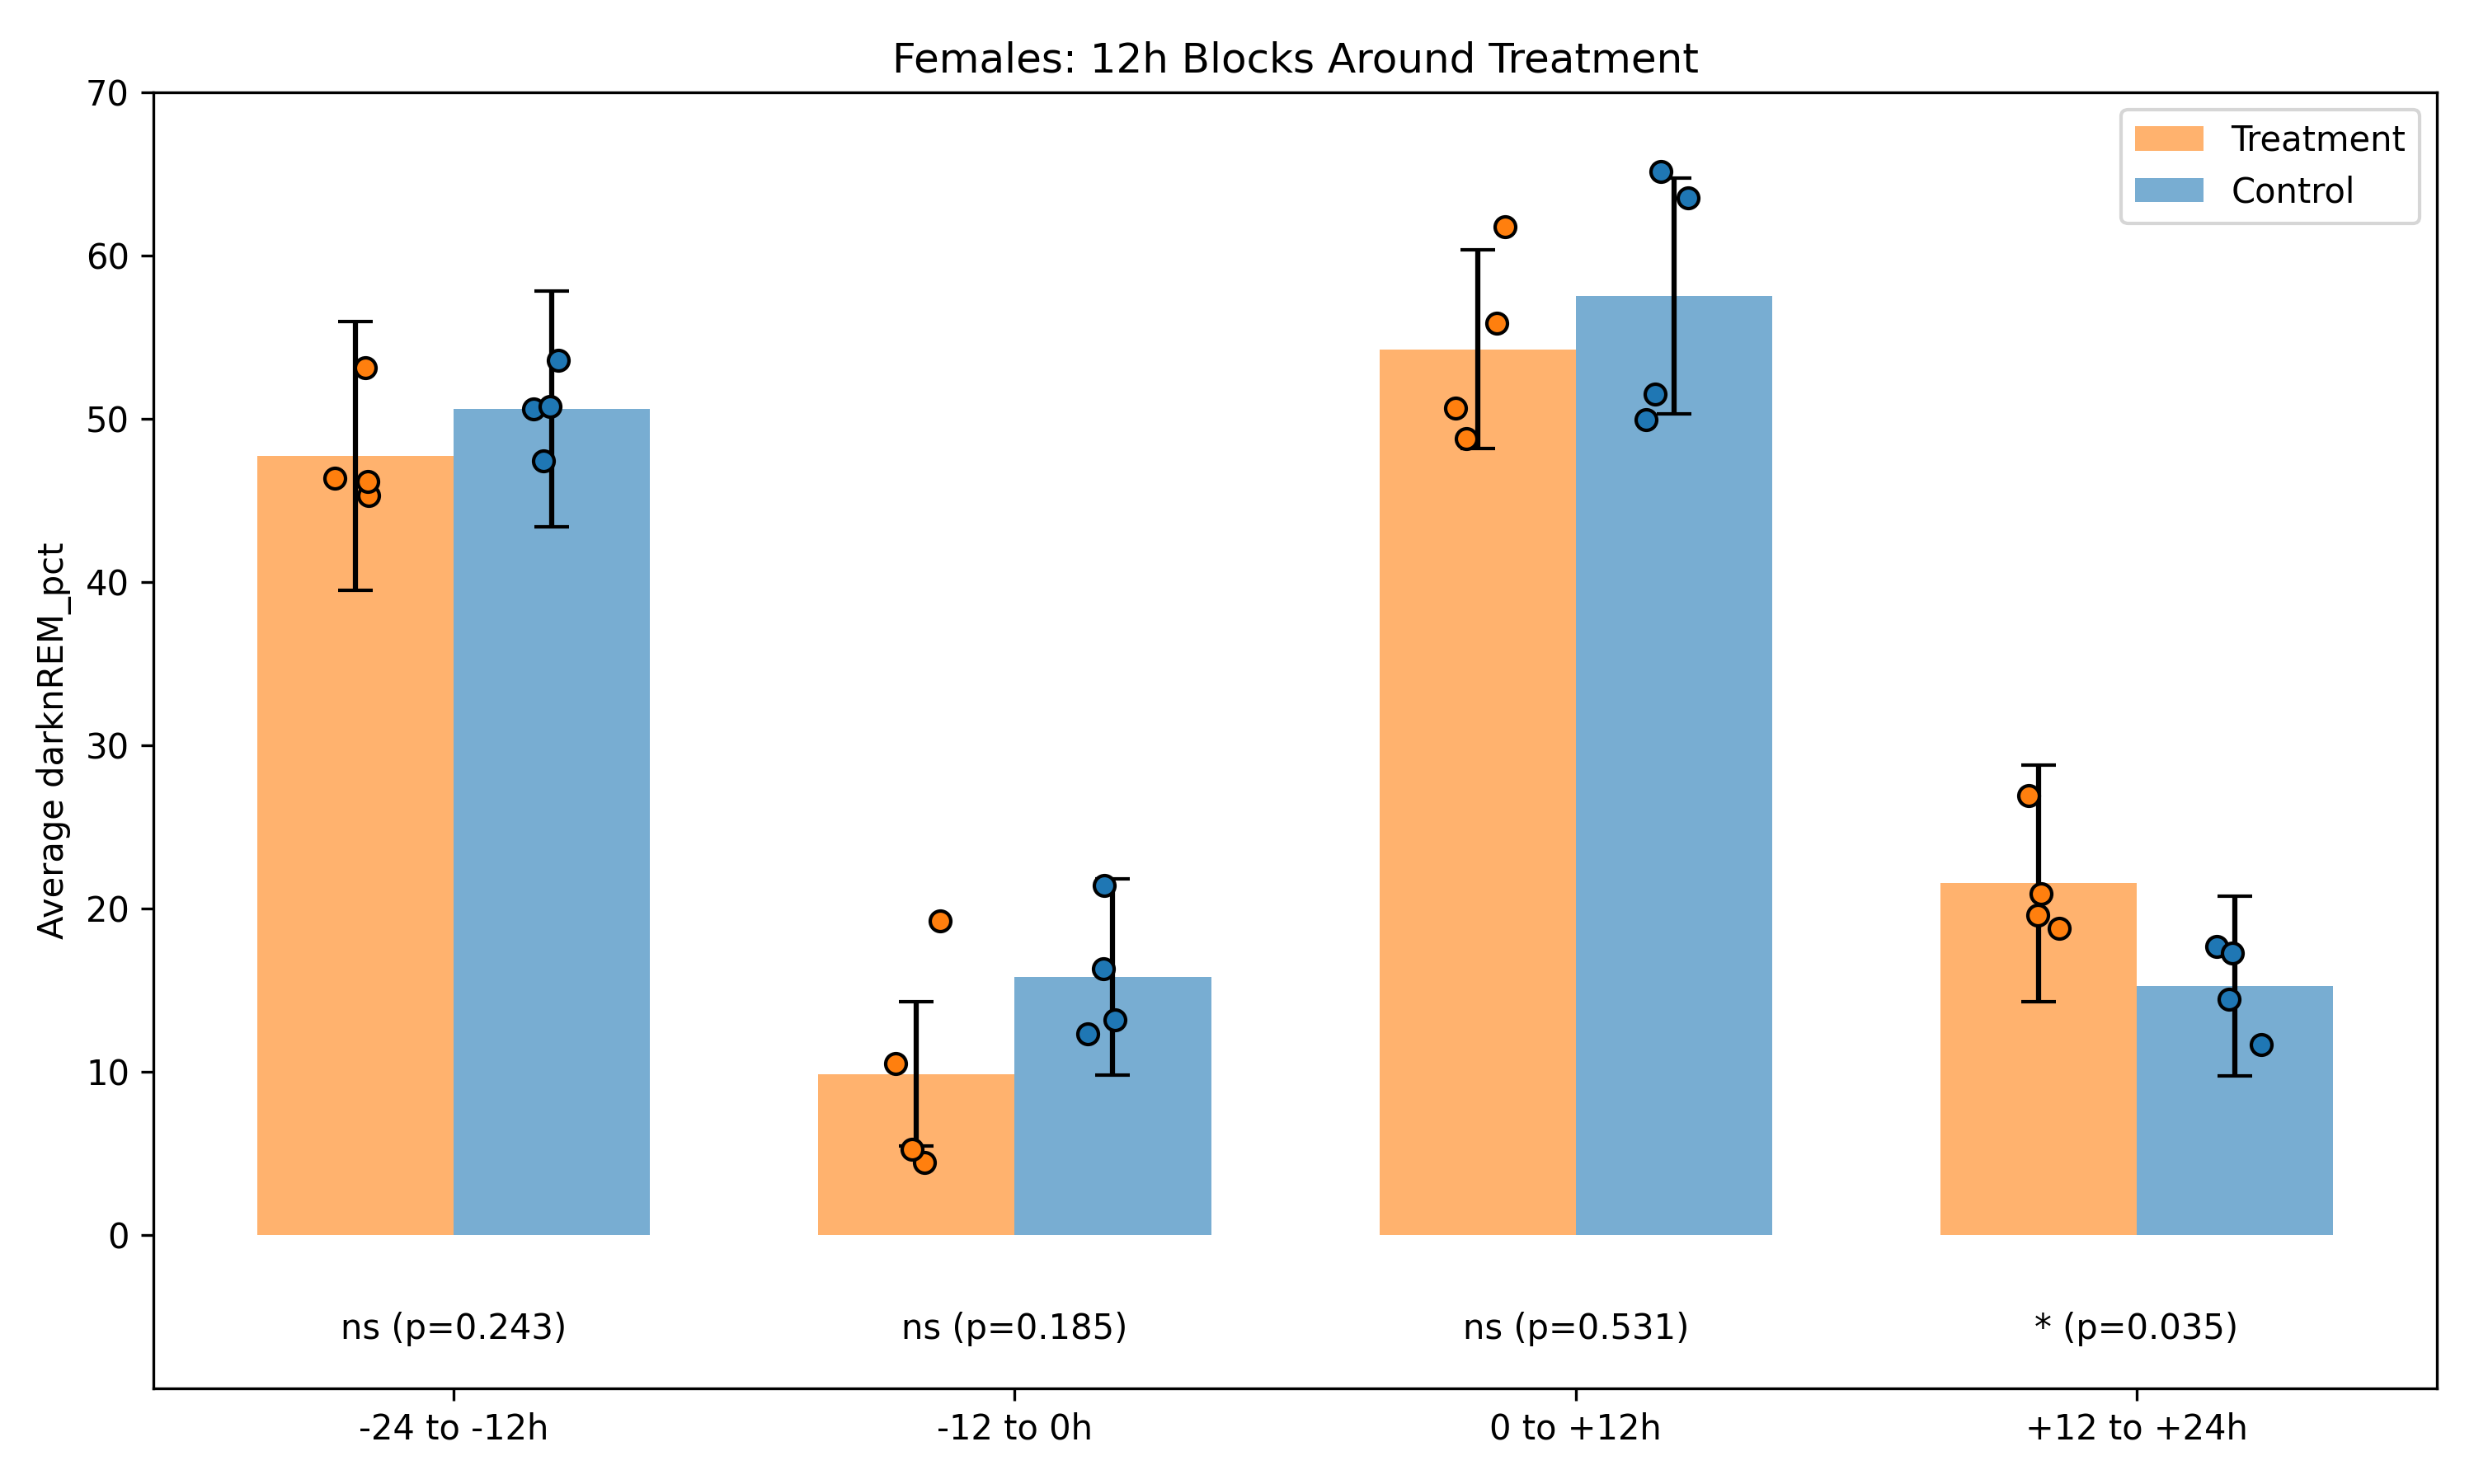 Females: 12h Blocks Around Treatment
Treatment
Control
Average darknREM_pct
70
60
50
40
30
20
10
0
ns (p=0.243)
ns (p=0.185)
ns (p=0.531)
* (p=0.035)
-24 to -12h
-12 to 0h
0 to +12h
+12 to +24h